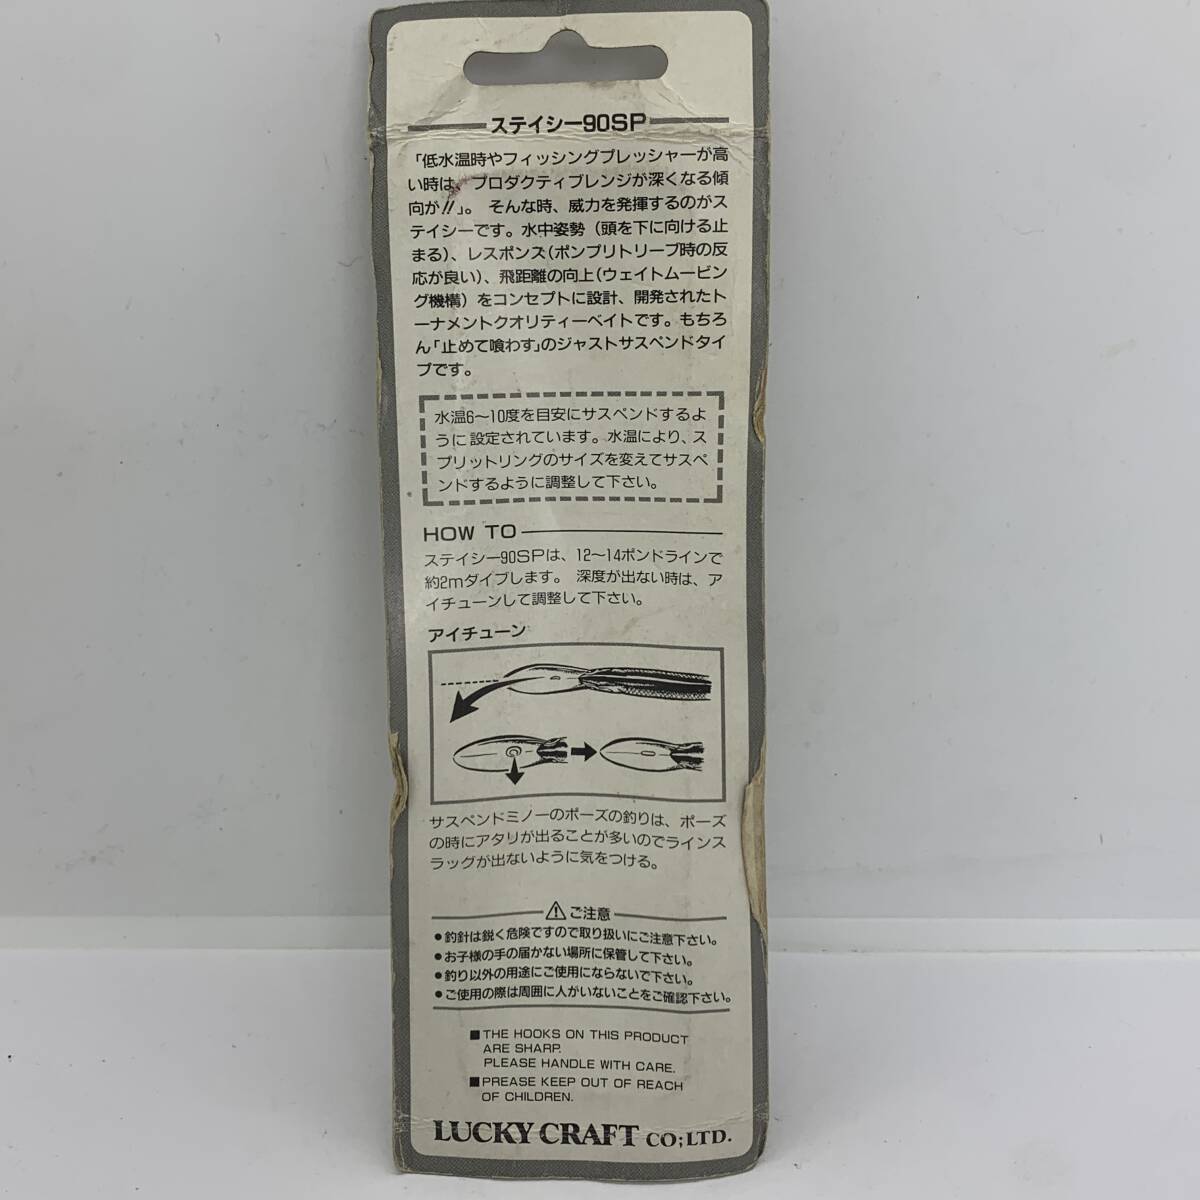 ステイシー90SP
「低水温時やフィッシングプレッシャーが高
い時は、プロダクティブレンジが深くなる傾
向が!!」。そんな時、威力を発揮するのがス
テイシーです。水中姿勢(頭を下に向ける止
まる)、レスポンズ(ポンプリトリーブ時の反
応が良い)、飛距離の向上(ウェイトムービン
グ機構)をコンセプトに設計、開発されたト
ーナメントクオリティーベイトです。もちろ
ん「止めて喰わす」のジャストサスペンドタイ
プです。
水温6〜10度を目安にサスペンドするよ
うに設定されています。水温により、ス
プリットリングのサイズを変えてサスペ
ンドするように調整して下さい。
HOW TO
ステイシー90SPは、12〜14ポンドラインで
約2mダイブします。深度が出ない時は、ア
イチューンして調整して下さい。
アイチューン
サスペンドミノーのポーズの釣りは、ポーズ
の時にアタリが出ることが多いのでラインス
ラッグが出ないように気をつける。
⚠ご注意
●釣針は鋭く危険ですので取り扱いにご注意下さい。
●お子様の手の届かない場所に保管して下さい。
●釣り以外の用途にご使用にならないで下さい。
●ご使用の際は周囲に人がいないことをご確認下さい。
■THE HOOKS ON THIS PRODUCT
ARE SHARP.
PLEASE HANDLE WITH CARE.
■PREASE KEEP OUT OF REACH
OF CHILDREN.
LUCKY CRAFT CO;LTD.